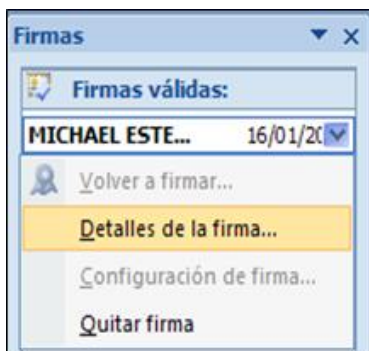 Firmas
Firmas válidas:
MICHAEL ESTE... 16/01/20
Volver a firmar...
Detalles de la firma...
Configuración de firma...
Quitar firma